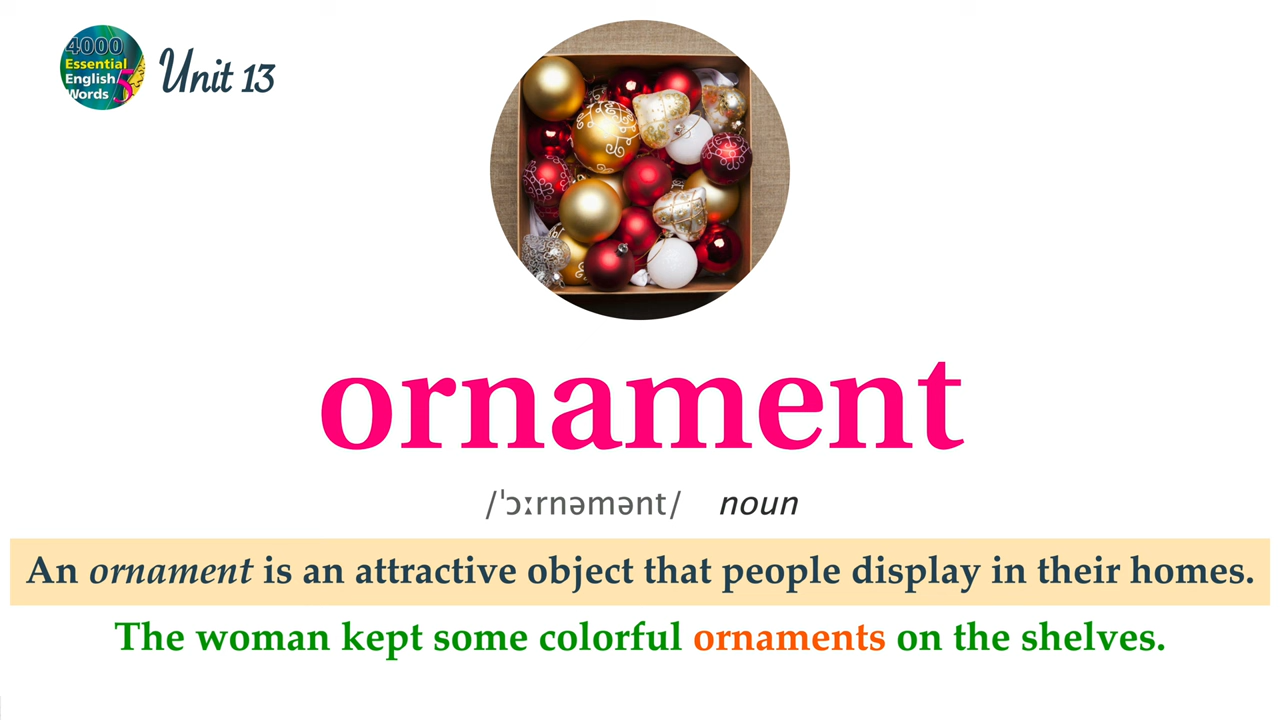 4000
Essential
English
Words 5
Unit 13
ornament
/ˈɔːrnəmənt/ noun
An ornament is an attractive object that people display in their homes.
The woman kept some colorful ornaments on the shelves.